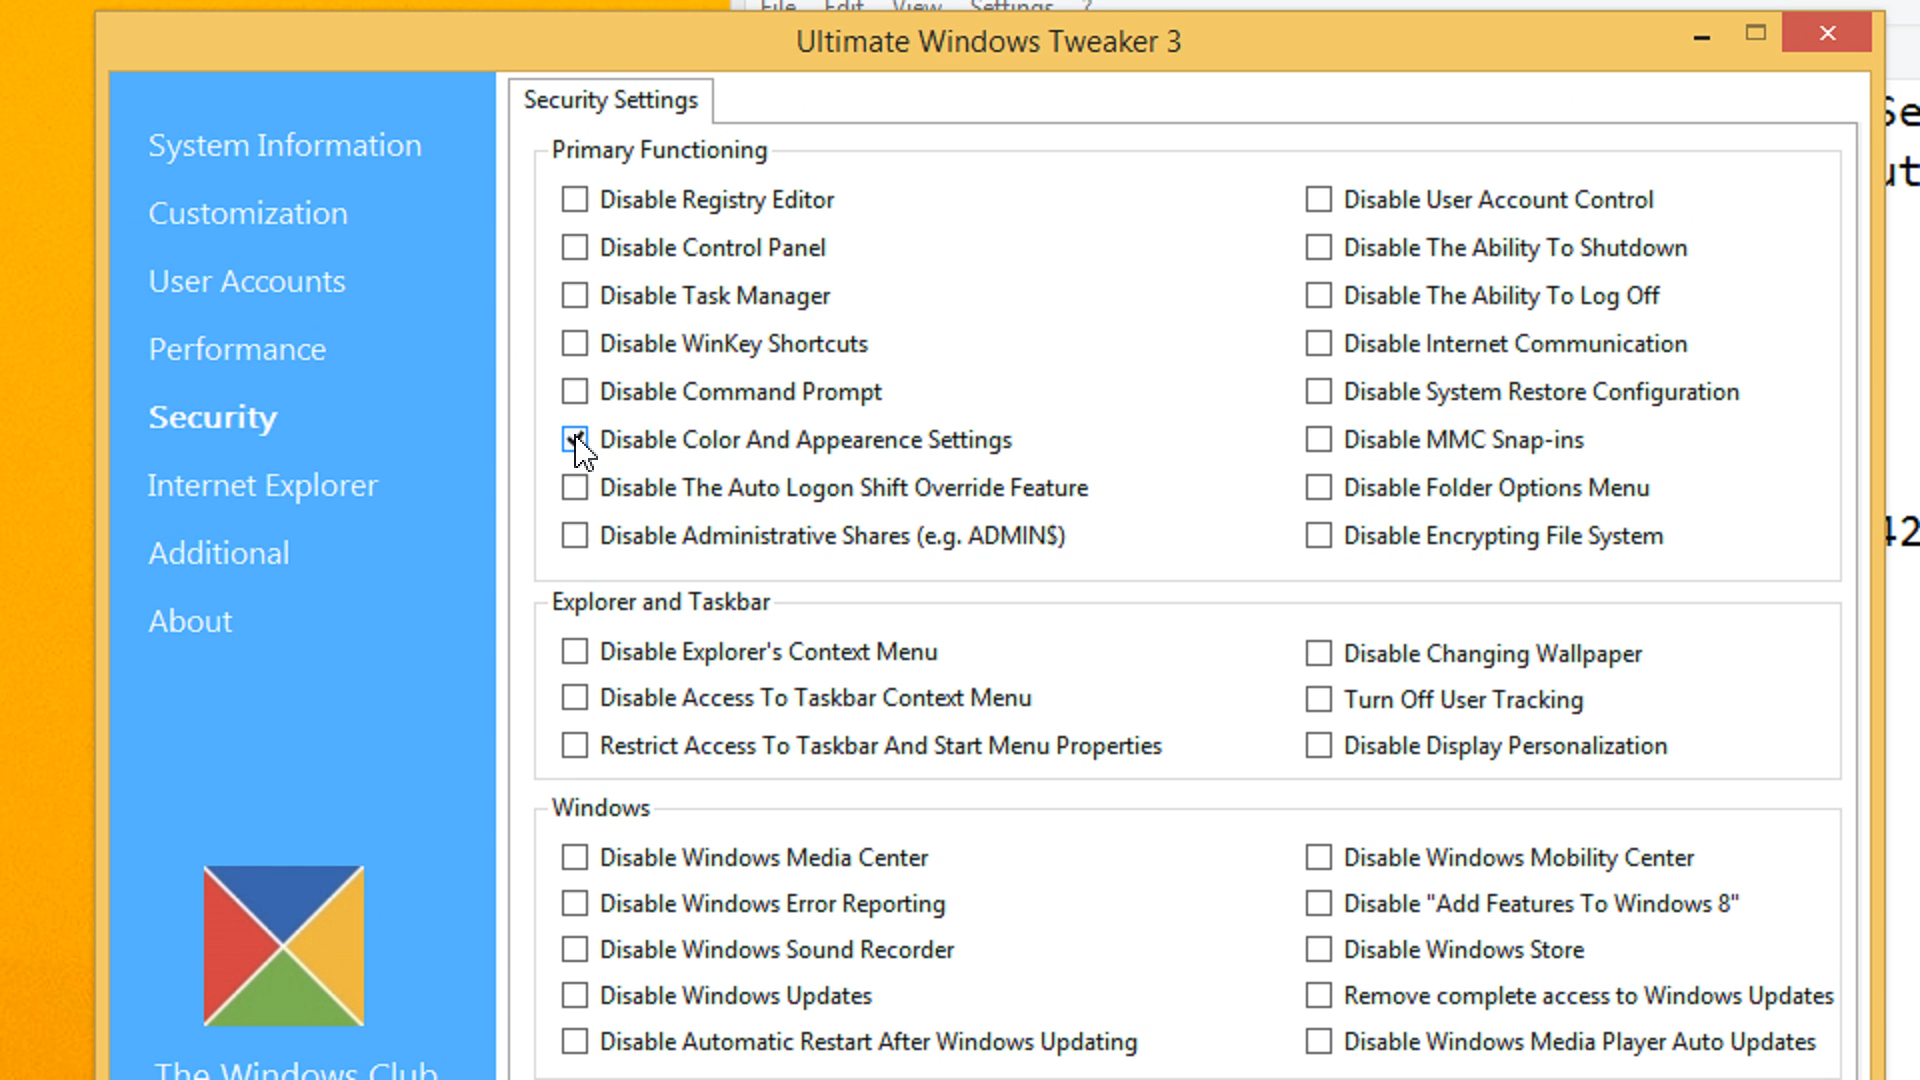 File Edit View Settings ?
Ultimate Windows Tweaker 3
System Information
Customization
User Accounts
Performance
Security
Internet Explorer
Additional
About
The Windows Club
Security Settings
Primary Functioning
Disable Registry Editor
Disable Control Panel
Disable Task Manager
Disable WinKey Shortcuts
Disable Command Prompt
Disable Color And Appearence Settings
Disable The Auto Logon Shift Override Feature
Disable Administrative Shares (e.g. ADMIN$)
Disable User Account Control
Disable The Ability To Shutdown
Disable The Ability To Log Off
Disable Internet Communication
Disable System Restore Configuration
Disable MMC Snap-ins
Disable Folder Options Menu
Disable Encrypting File System
Explorer and Taskbar
Disable Explorer's Context Menu
Disable Access To Taskbar Context Menu
Restrict Access To Taskbar And Start Menu Properties
Disable Changing Wallpaper
Turn Off User Tracking
Disable Display Personalization
Windows
Disable Windows Media Center
Disable Windows Error Reporting
Disable Windows Sound Recorder
Disable Windows Updates
Disable Automatic Restart After Windows Updating
Disable Windows Mobility Center
Disable "Add Features To Windows 8"
Disable Windows Store
Remove complete access to Windows Updates
Disable Windows Media Player Auto Updates